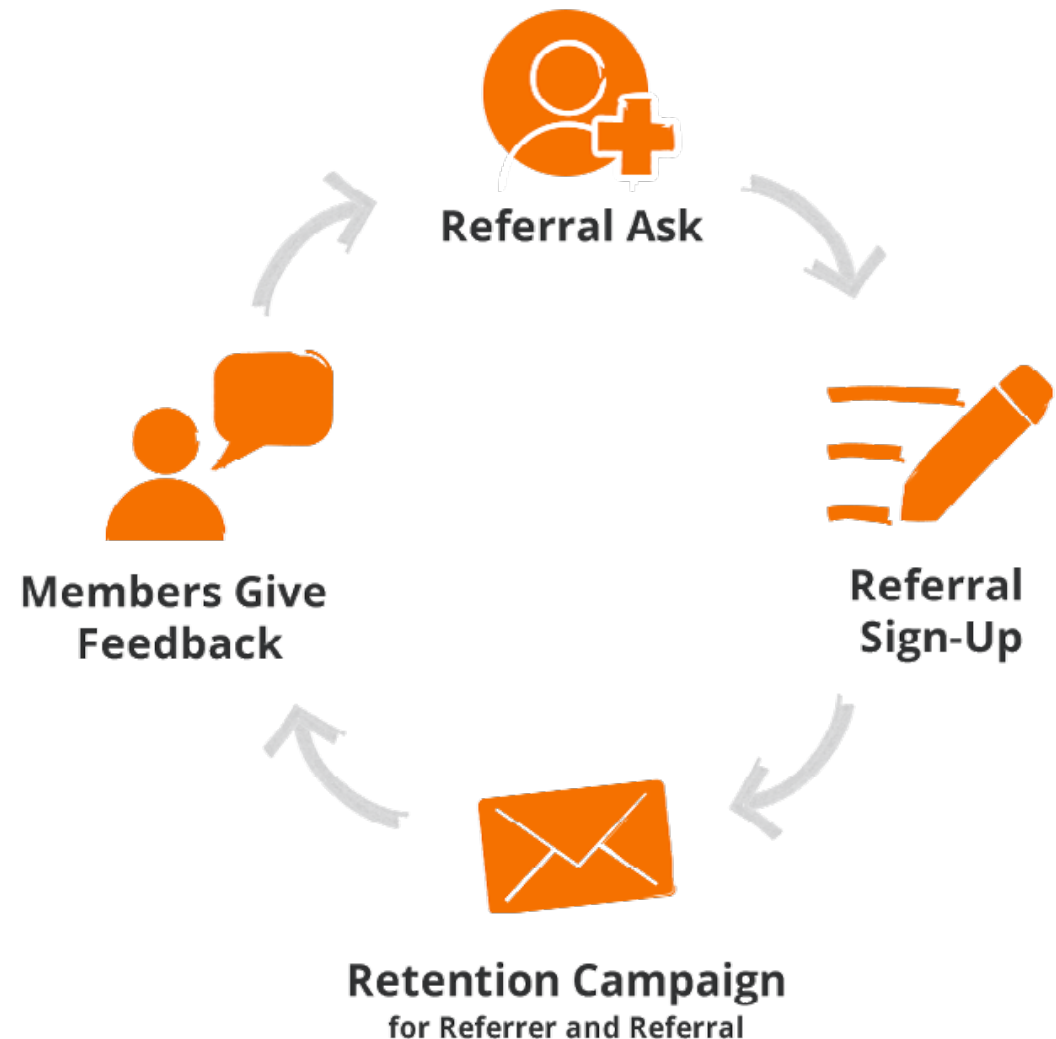 Referral Ask
Referral
Sign-Up
Retention Campaign
for Referrer and Referral
Members Give
Feedback